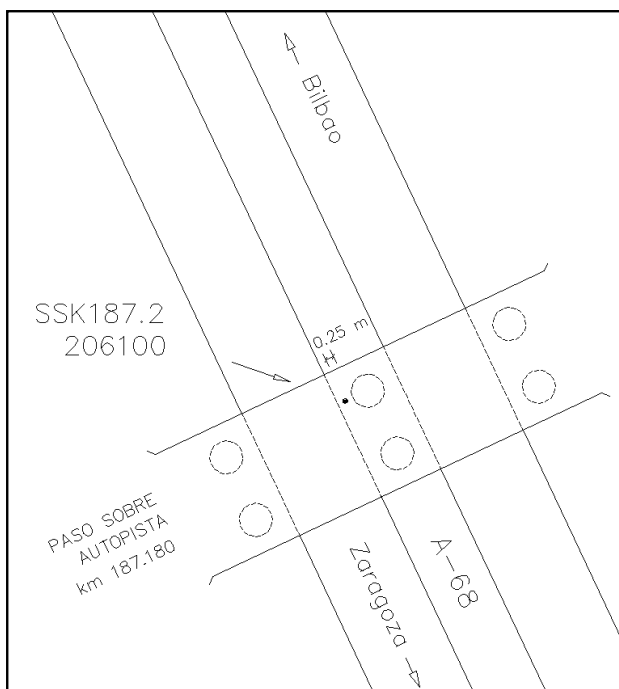 Bilbao
SSK187.2
206100
0.25 m
PASO SOBRE
AUTOPISTA
km 187.180
Zaragoza
A-68